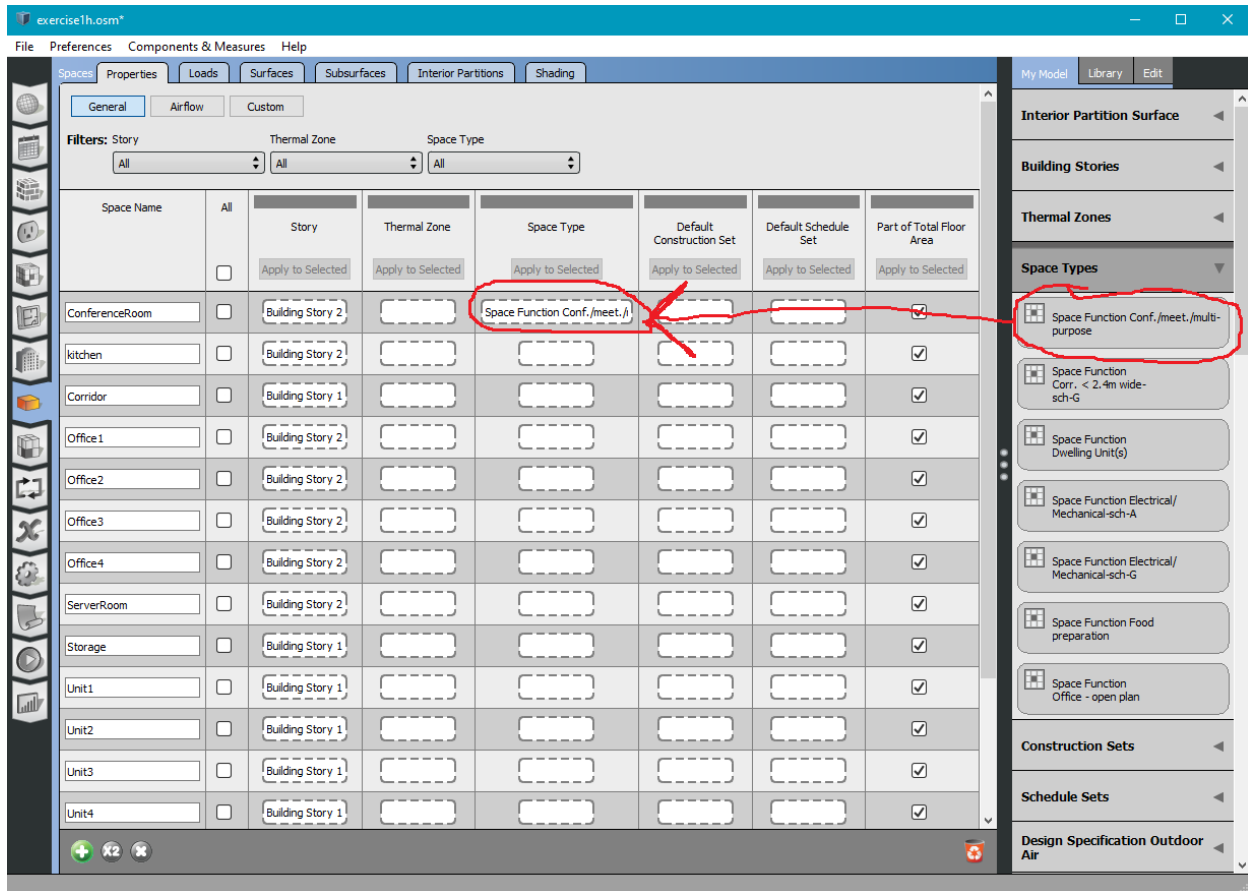 exercise1h.osm*
File Preferences Components & Measures Help
Spaces Properties Loads Surfaces Subsurfaces Interior Partitions Shading
General Airflow Custom
Filters: Story Thermal Zone Space Type
All All All
Space Name All Story Thermal Zone Space Type Default Construction Set Default Schedule Set Part of Total Floor Area
Apply to Selected Apply to Selected Apply to Selected Apply to Selected Apply to Selected Apply to Selected
ConferenceRoom Building Story 2 Space Function Conf./meet./
kitchen Building Story 2
Corridor Building Story 1
Office1 Building Story 2
Office2 Building Story 2
Office3 Building Story 2
Office4 Building Story 2
ServerRoom Building Story 2
Storage Building Story 1
Unit1 Building Story 1
Unit2 Building Story 1
Unit3 Building Story 1
Unit4 Building Story 1
X2
My Model Library Edit
Interior Partition Surface
Building Stories
Thermal Zones
Space Types
Space Function Conf./meet./multi-
purpose
Space Function
Corr. < 2.4m wide-
sch-G
Space Function
Dwelling Unit(s)
Space Function Electrical/
Mechanical-sch-A
Space Function Electrical/
Mechanical-sch-G
Space Function Food
preparation
Space Function
Office - open plan
Construction Sets
Schedule Sets
Design Specification Outdoor
Air